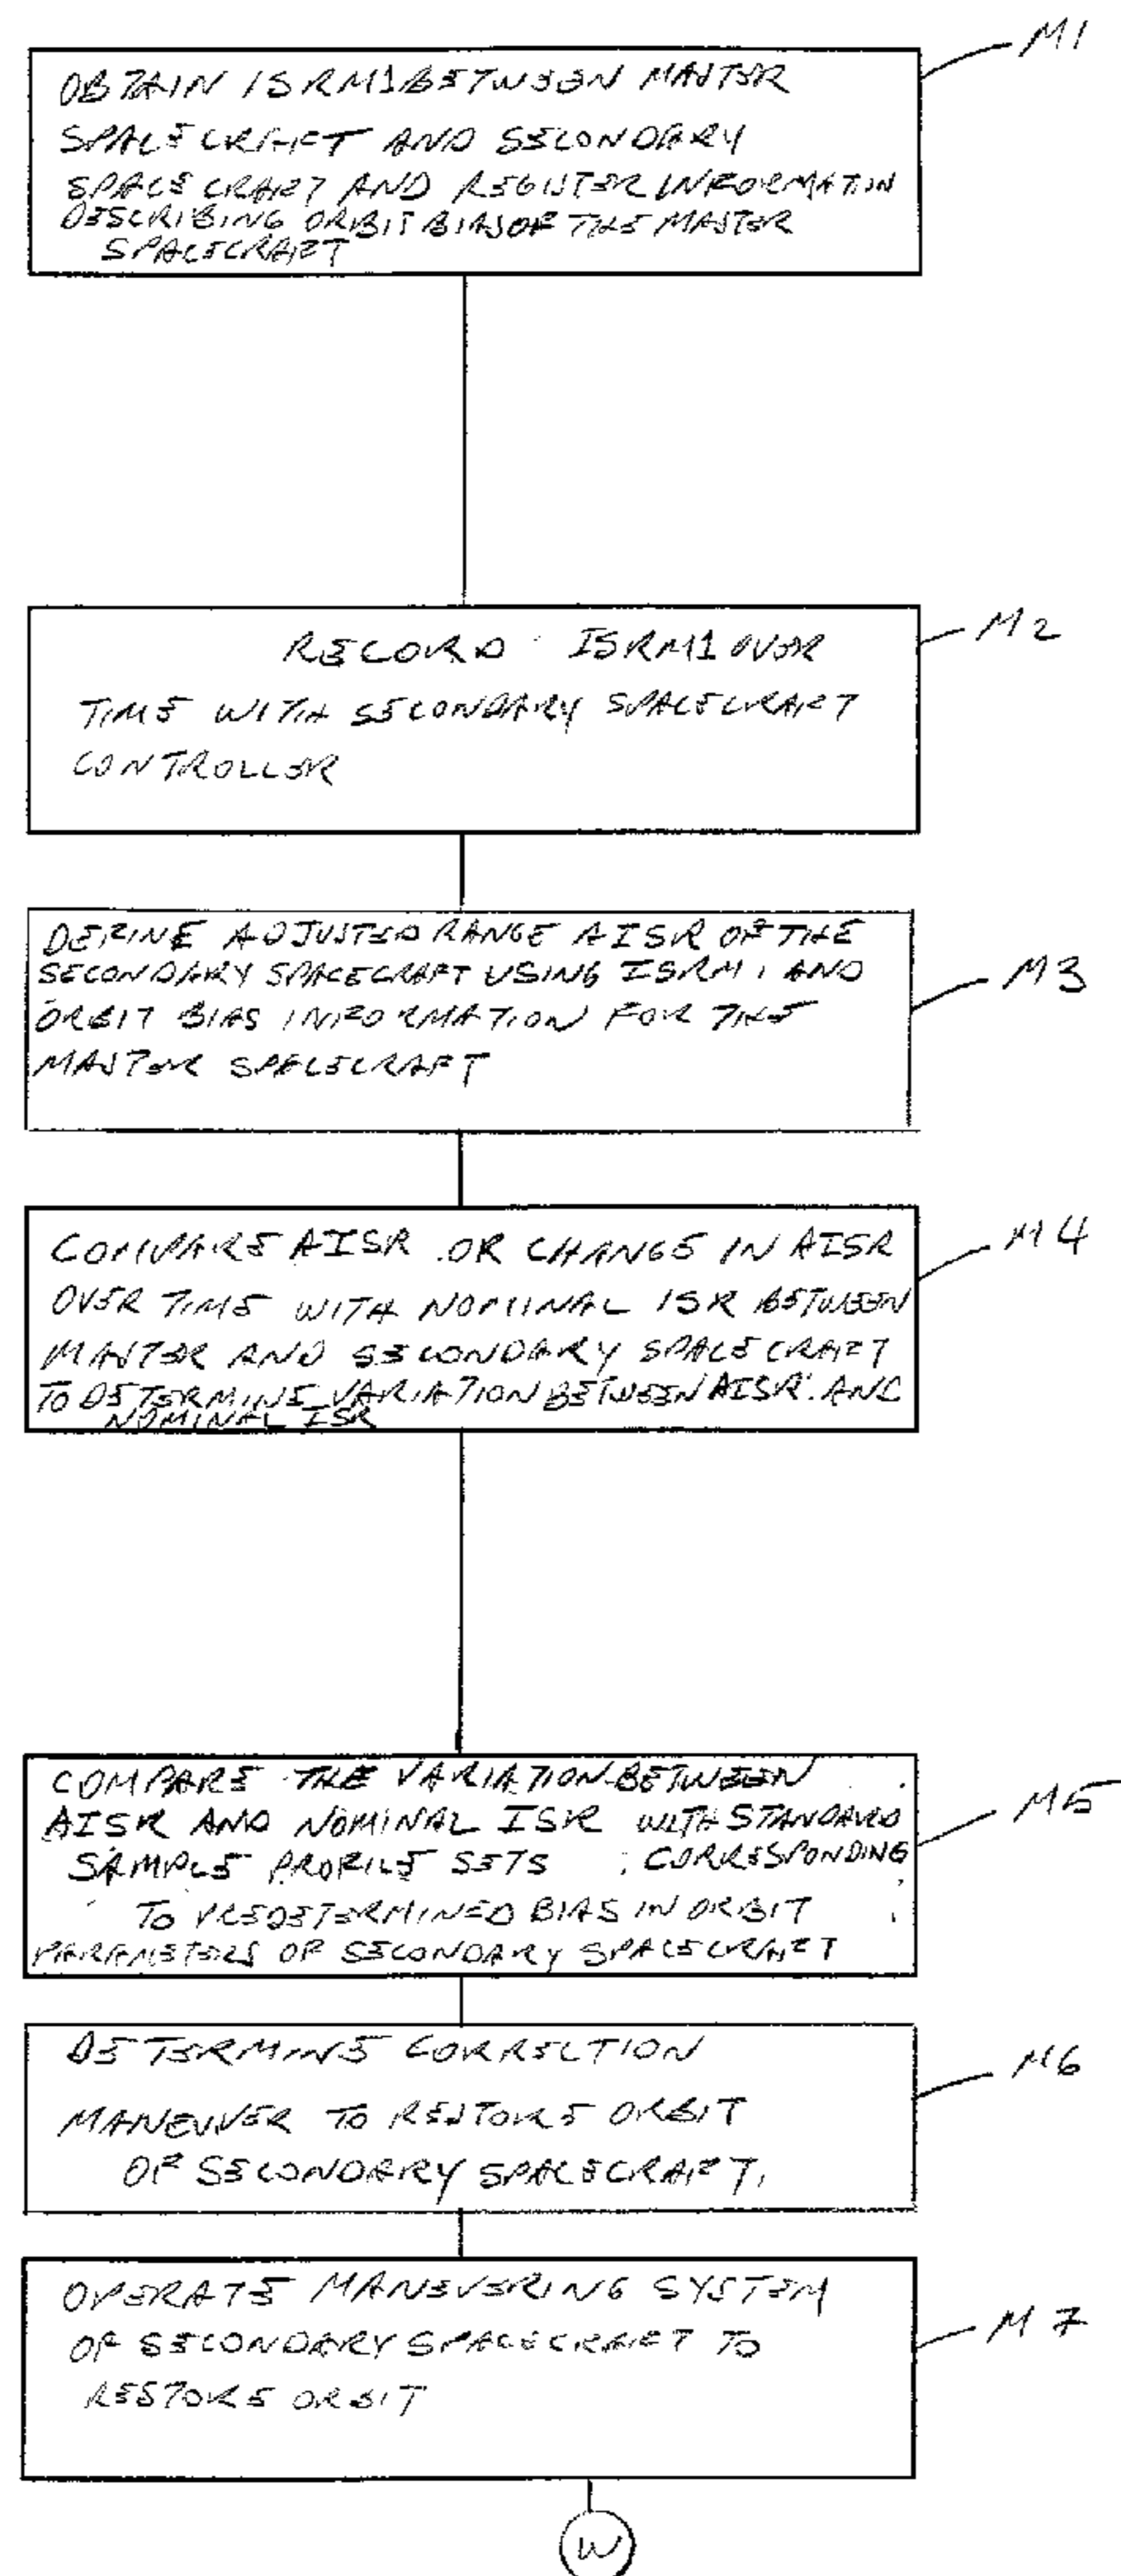 M1
OBTAIN ISRM1 BETWEEN MASTER
SPACECRAFT AND SECONDARY
SPACECRAFT AND REGISTER INFORMATIN
DESCRIBING ORBIT BIAS OF THE MASTER
SPACECRAFT
M2
RECORD ISRM1 OVER
TIME WITH SECONDARY SPACECRAFT
CONTROLLER
M3
DEFINE ADJUSTED RANGE AISR OF THE
SECONDARY SPACECRAFT USING ISRM1 AND
ORBIT BIAS INFORMATION FOR THE
MASTER SPACECRAFT
M4
COMPARE AISR OR CHANGE IN AISR
OVER TIME WITH NOMINAL ISR BETWEEN
MASTER AND SECONDARY SPACECRAFT
TO DETERMINE VARIATION BETWEEN AISR AND
NOMINAL ISR
M5
COMPARE THE VARIATION BETWEEN
AISR AND NOMINAL ISR WITH STANDARD
SAMPLE PROFILE SETS CORRESPONDING
TO PREDETERMINED BIAS IN ORBIT
PARAMETERS OF SECONDARY SPACECRAFT
M6
DETERMINE CORRECTION
MANEUVER TO RESTORE ORBIT
OF SECONDARY SPACECRAFT.
M7
OPERATE MANEVERING SYSTEM
OF SECONDARY SPACECRAFT TO
RESTORE ORBIT
W